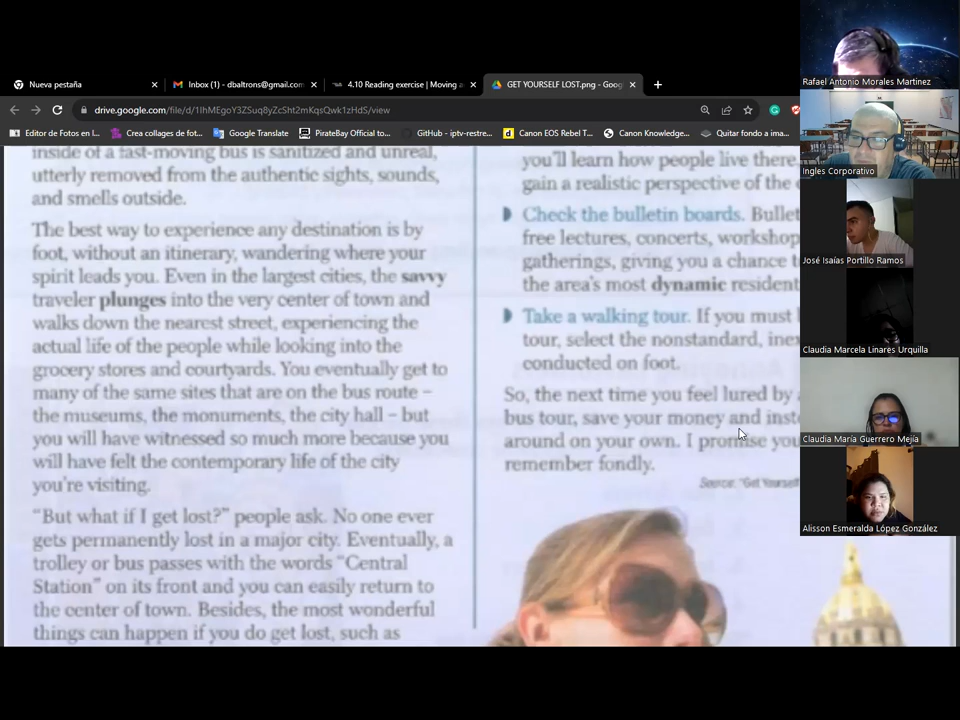 Nueva pestaña
Inbox (1) - dbaltrons@gmail.com
4.10 Reading exercise | Moving a
GET YOURSELF LOST.png - Goog
drive.google.com/file/d/1IhMEgoY3ZSuq8yZcSht2mKqsQwk1zHdS/view
Editor de Fotos en l...
Crea collages de fot...
Google Translate
PirateBay Official to...
GitHub - iptv-restre...
Canon EOS Rebel T...
Canon Knowledge...
Quitar fondo a ima...
inside of a fast-moving bus is sanitized and unreal,
utterly removed from the authentic sights, sounds,
and smells outside.
The best way to experience any destination is by
foot, without an itinerary, wandering where your
spirit leads you. Even in the largest cities, the savvy
traveler plunges into the very center of town and
walks down the nearest street, experiencing the
actual life of the people while looking into the
grocery stores and courtyards. You eventually get to
many of the same sites that are on the bus route –
the museums, the monuments, the city hall – but
you will have witnessed so much more because you
will have felt the contemporary life of the city
you're visiting.
"But what if I get lost?" people ask. No one ever
gets permanently lost in a major city. Eventually, a
trolley or bus passes with the words "Central
Station" on its front and you can easily return to
the center of town. Besides, the most wonderful
things can happen if you do get lost, such as
you'll learn how people live there.
gain a realistic perspective of the
Check the bulletin boards. Bullet
free lectures, concerts, workshop
gatherings, giving you a chance t
the area's most dynamic resident
Take a walking tour. If you must
tour, select the nonstandard, ine
conducted on foot.
So, the next time you feel lured by
bus tour, save your money and inst
around on your own. I promise you
remember fondly.
Source: "Get Yourself
Rafael Antonio Morales Martinez
Ingles Corporativo
José Isaías Portillo Ramos
Claudia Marcela Linares Urquilla
Claudia María Guerrero Mejía
Alisson Esmeralda López González